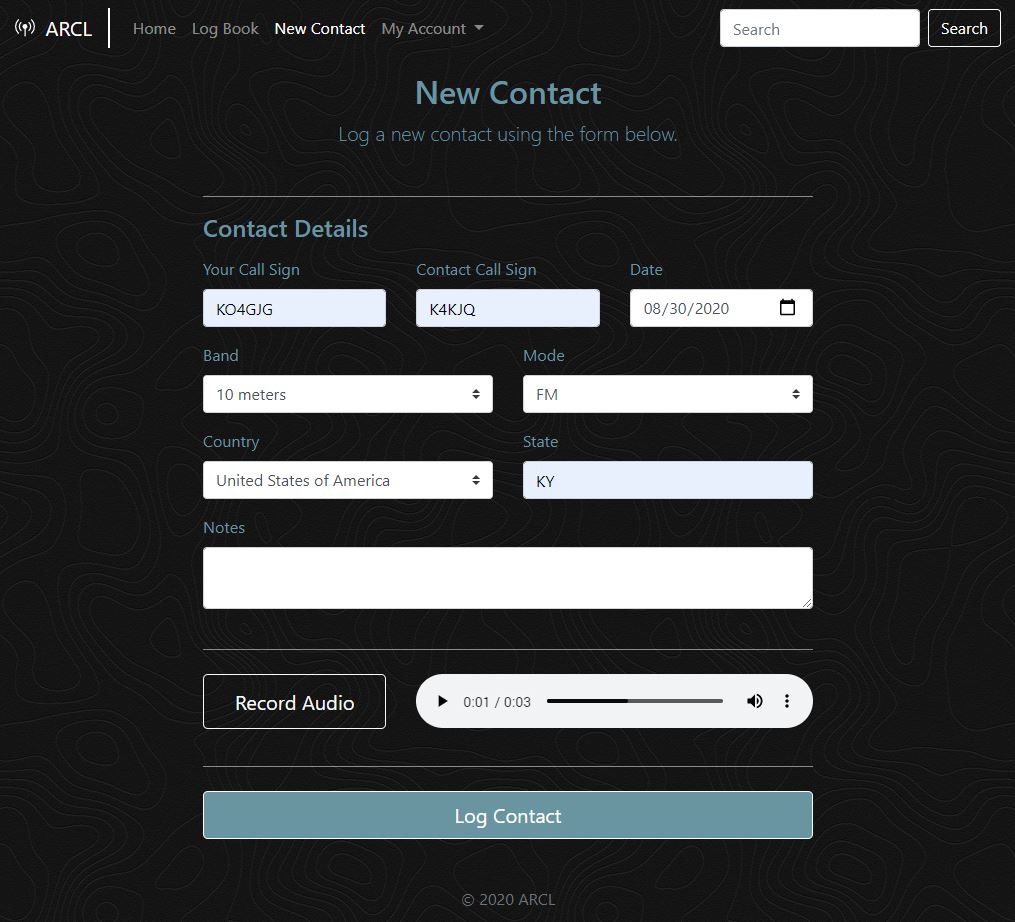 ARCL Home Log Book New Contact My Account Search Search
New Contact
Log a new contact using the form below.
Contact Details
Your Call Sign Contact Call Sign Date
KO4GJG K4KJQ 08/30/2020
Band Mode
10 meters FM
Country State
United States of America KY
Notes
Record Audio 0:01 / 0:03
Log Contact
© 2020 ARCL